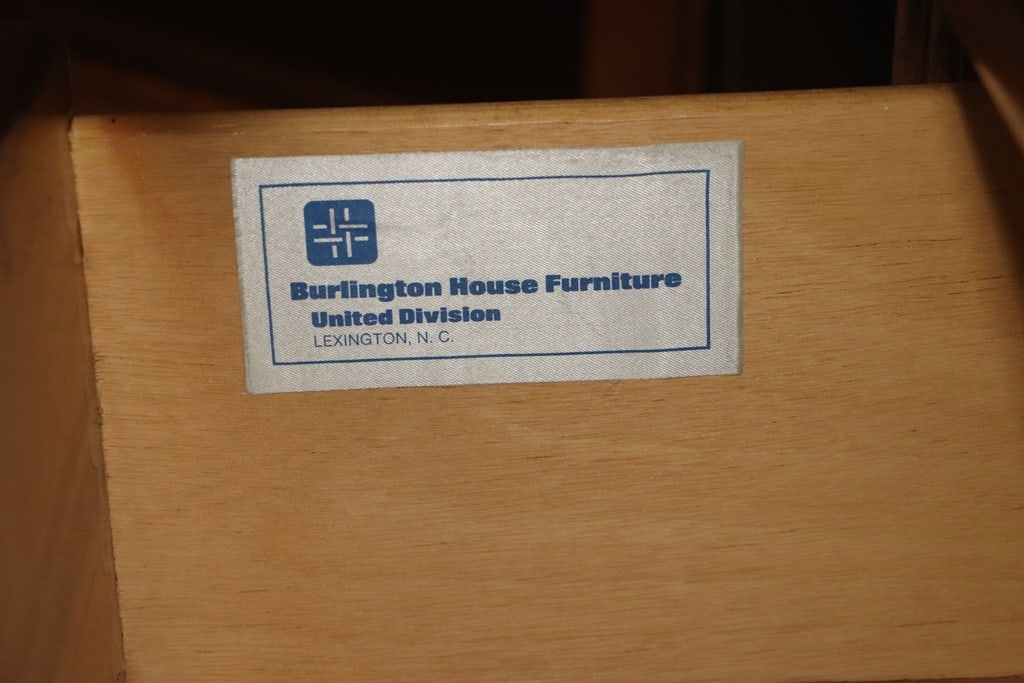 Burlington House Furniture
United Division
LEXINGTON, N. C.